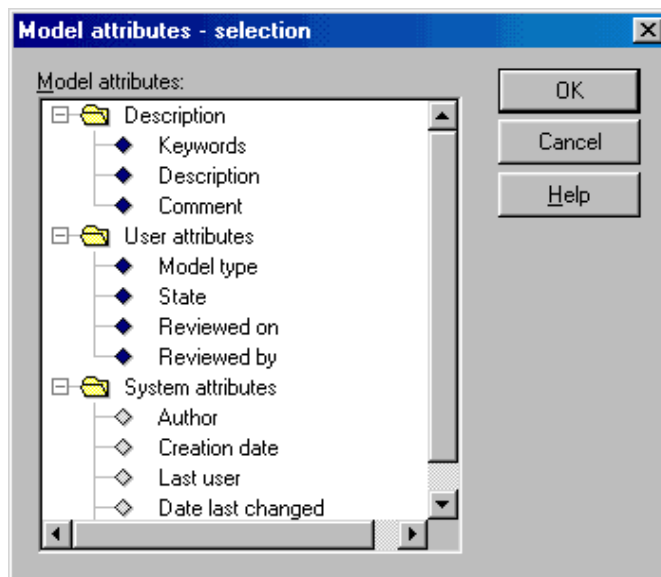 Model attributes - selection
Model attributes:
Description
Keywords
Description
Comment
User attributes
Model type
State
Reviewed on
Reviewed by
System attributes
Author
Creation date
Last user
Date last changed
OK
Cancel
Help